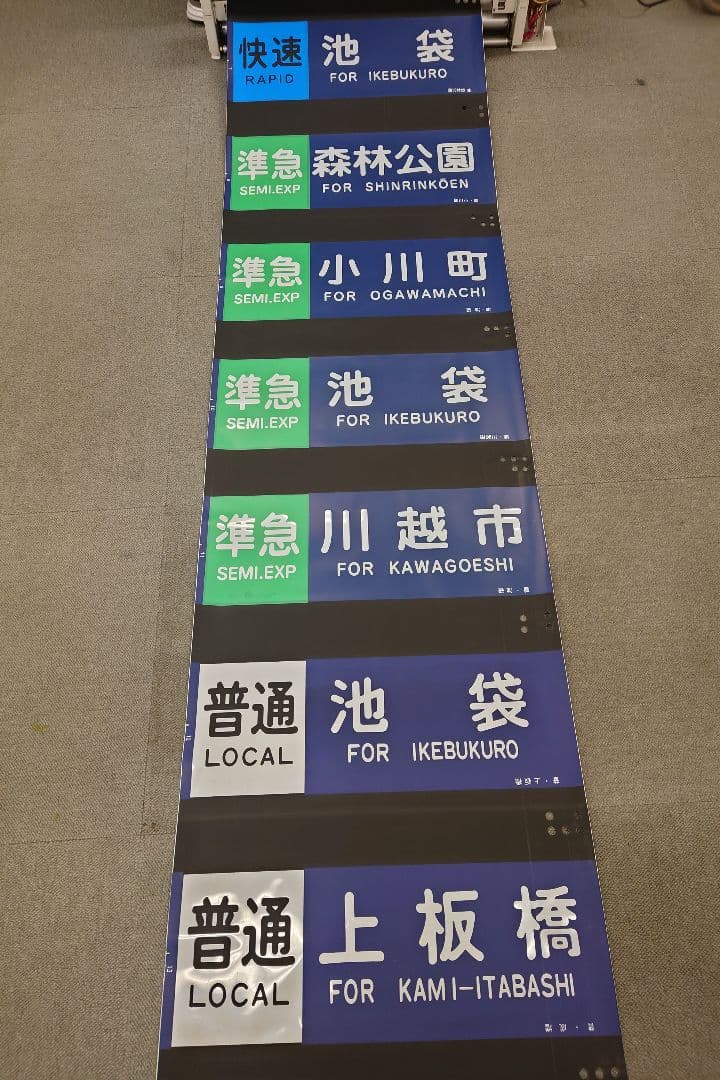 快速 池袋
RAPID FOR IKEBUKURO
準急 森林公園
SEMI.EXP FOR SHINRINKŌEN
準急 小川町
SEMI.EXP FOR OGAWAMACHI
準急 池袋
SEMI.EXP FOR IKEBUKURO
準急 川越市
SEMI.EXP FOR KAWAGOESHI
普通 池袋
LOCAL FOR IKEBUKURO
普通 上板橋
LOCAL FOR KAMI-ITABASHI